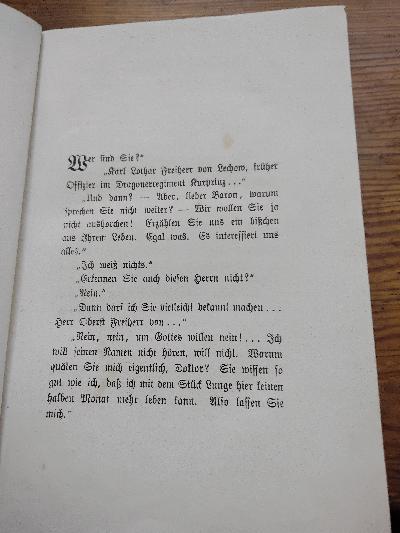 Wer sind Sie?“
„Karl Lothar Freiherr von Lechow, früher
Offizier im Dragonerregiment Kurprinz ...“
„Und dann? — Aber, lieber Baron, warum
sprechen Sie nicht weiter? — Wir wollen Sie ja
nicht aushorchen! Erzählen Sie uns ein bißchen
aus Ihrem Leben. Egal was. Es interessiert uns
alles.“
„Ich weiß nichts.“
„Erkennen Sie auch diesen Herrn nicht?“
„Nein.“
„Dann darf ich Sie vielleicht bekannt machen ...
Herr Oberst Freiherr von ...“
„Nein, nein, um Gottes willen nein! ... Ich
will seinen Namen nicht hören, will nicht. Warum
quälen Sie mich eigentlich, Doktor? Sie wissen so
gut wie ich, daß ich mit dem Stück Lunge hier keinen
halben Monat mehr leben kann. Also lassen Sie
mich.“